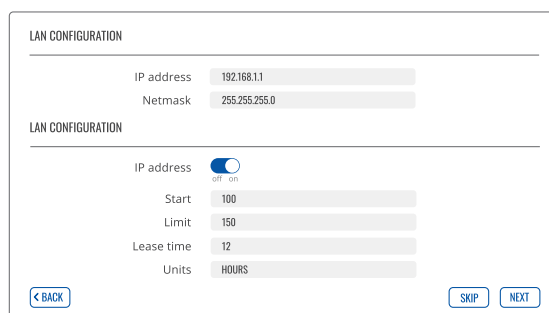 LAN CONFIGURATION
IP address 192.168.1.1
Netmask 255.255.255.0
LAN CONFIGURATION
IP address
off on
Start 100
Limit 150
Lease time 12
Units HOURS
< BACK SKIP NEXT